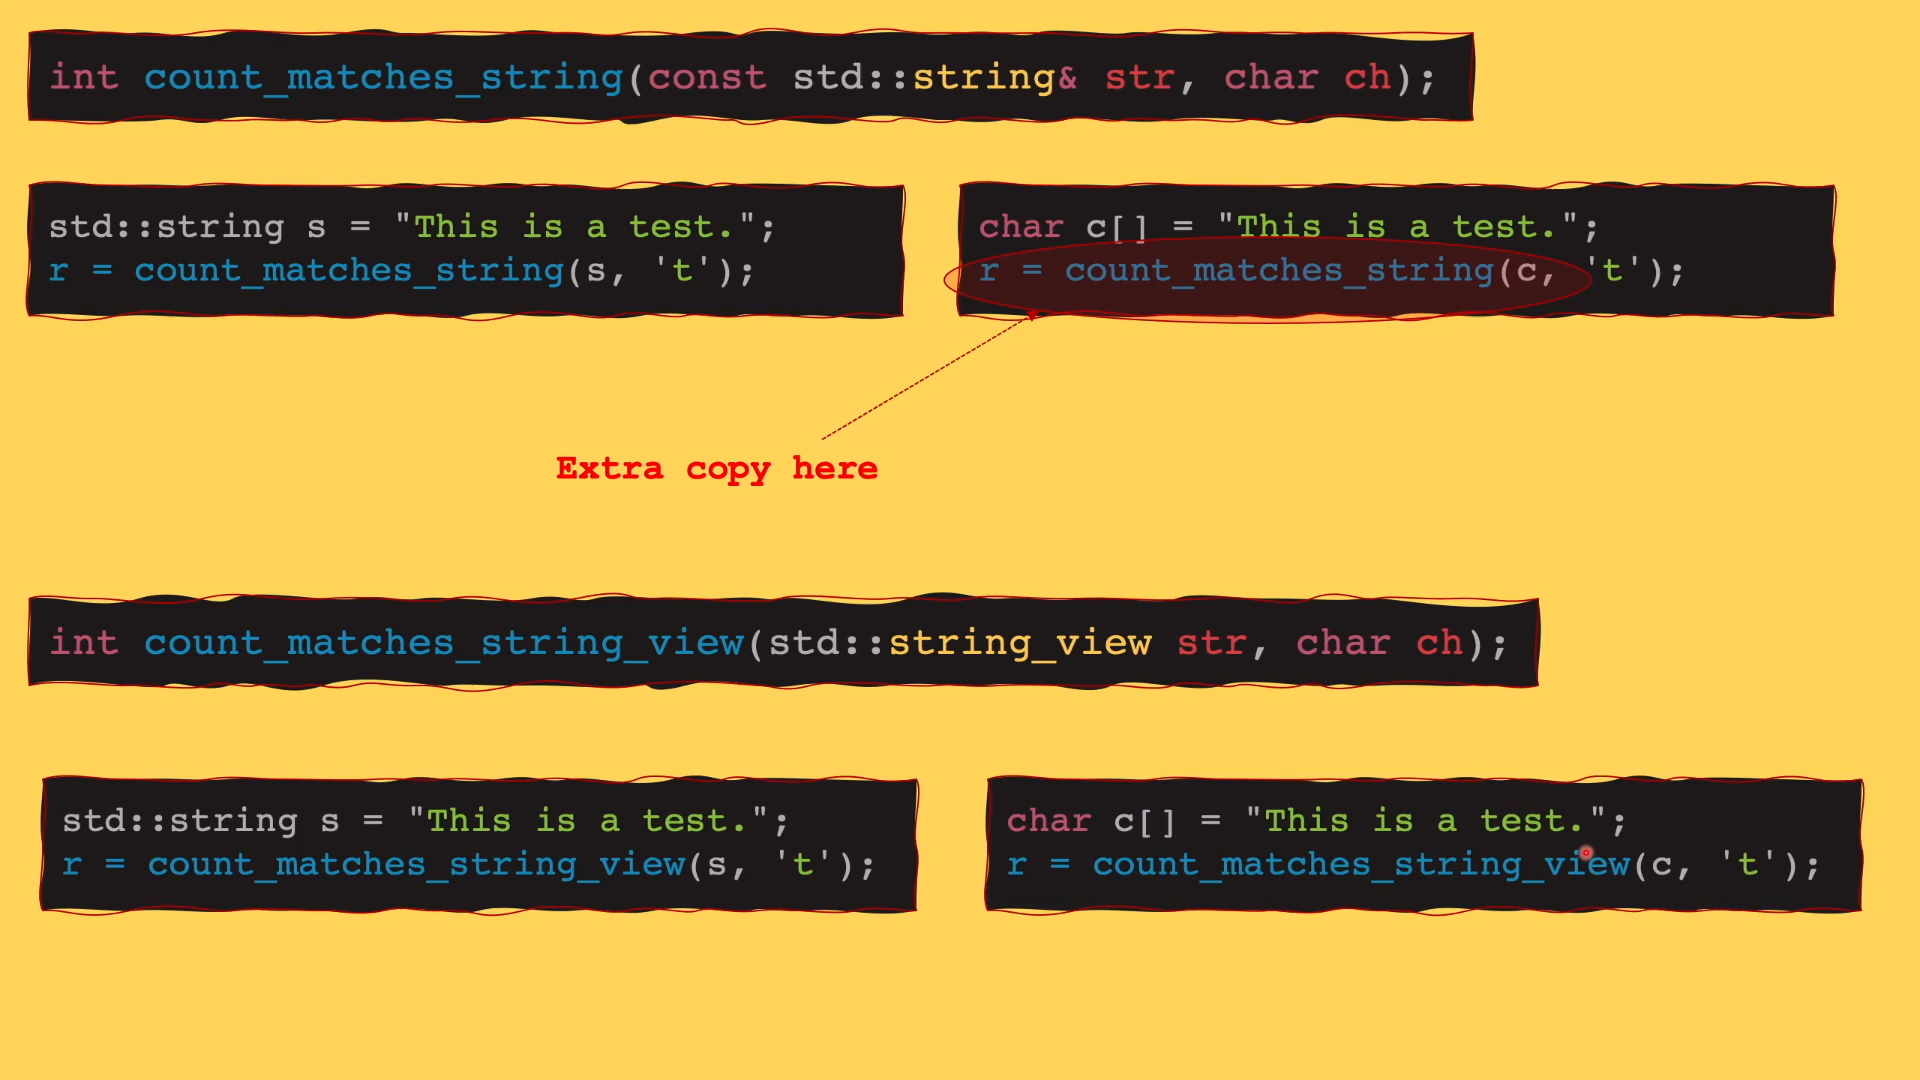 int count_matches_string(const std::string& str, char ch);
std::string s = "This is a test.";
r = count_matches_string(s, 't');
char c[] = "This is a test.";
r = count_matches_string(c, 't');
Extra copy here
int count_matches_string_view(std::string_view str, char ch);
std::string s = "This is a test.";
r = count_matches_string_view(s, 't');
char c[] = "This is a test.";
r = count_matches_string_view(c, 't');